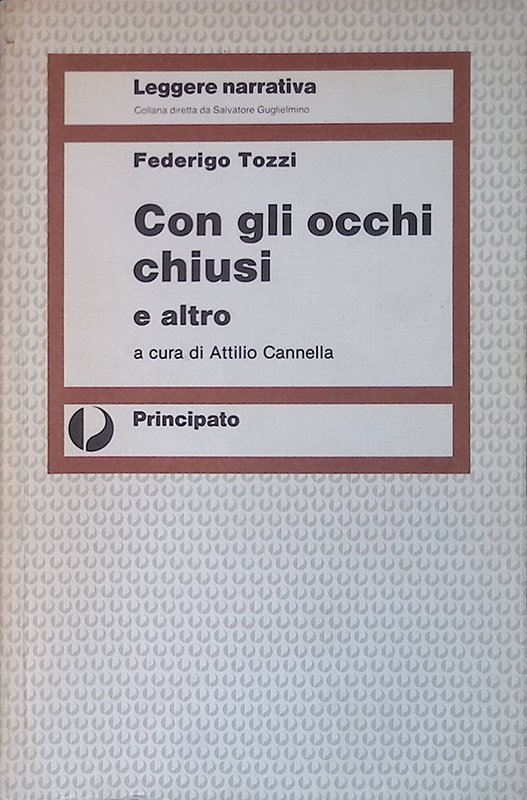 Leggere narrativa
Collana diretta da Salvatore Guglielmino
Federigo Tozzi
Con gli occhi
chiusi
e altro
a cura di Attilio Cannella
Principato